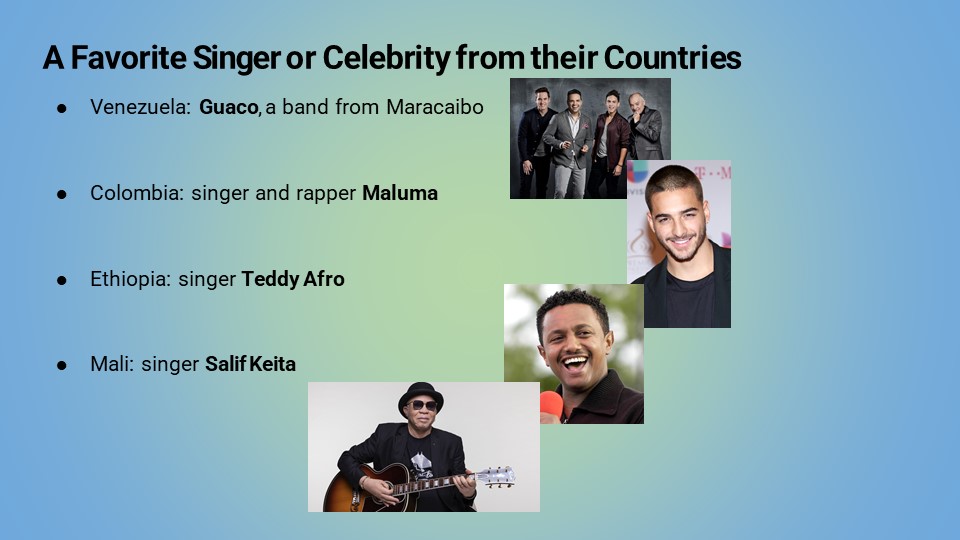 A Favorite Singer or Celebrity from their Countries
● Venezuela: Guaco, a band from Maracaibo
● Colombia: singer and rapper Maluma
● Ethiopia: singer Teddy Afro
● Mali: singer Salif Keita